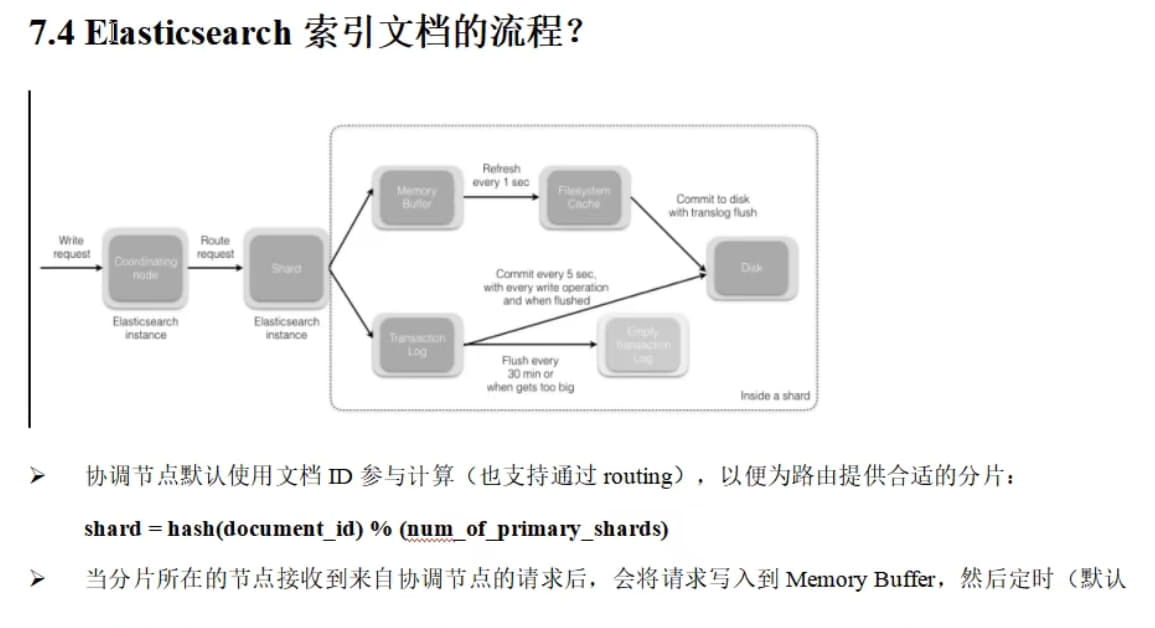 7.4 Elasticsearch 索引文档的流程？
Write
request
Coordinating
node
Elasticsearch
instance
Route
request
Shard
Elasticsearch
instance
Memory
Buffer
Refresh
every 1 sec
Filesystem
Cache
Commit to disk
with translog flush
Disk
Commit every 5 sec,
with every write operation
and when flushed
Transaction
Log
Flush every
30 min or
when gets too big
Empty
Transaction
Log
Inside a shard
➢ 协调节点默认使用文档 ID 参与计算（也支持通过 routing），以便为路由提供合适的分片：
shard = hash(document_id) % (num_of_primary_shards)
➢ 当分片所在的节点接收到来自协调节点的请求后，会将请求写入到 Memory Buffer，然后定时（默认